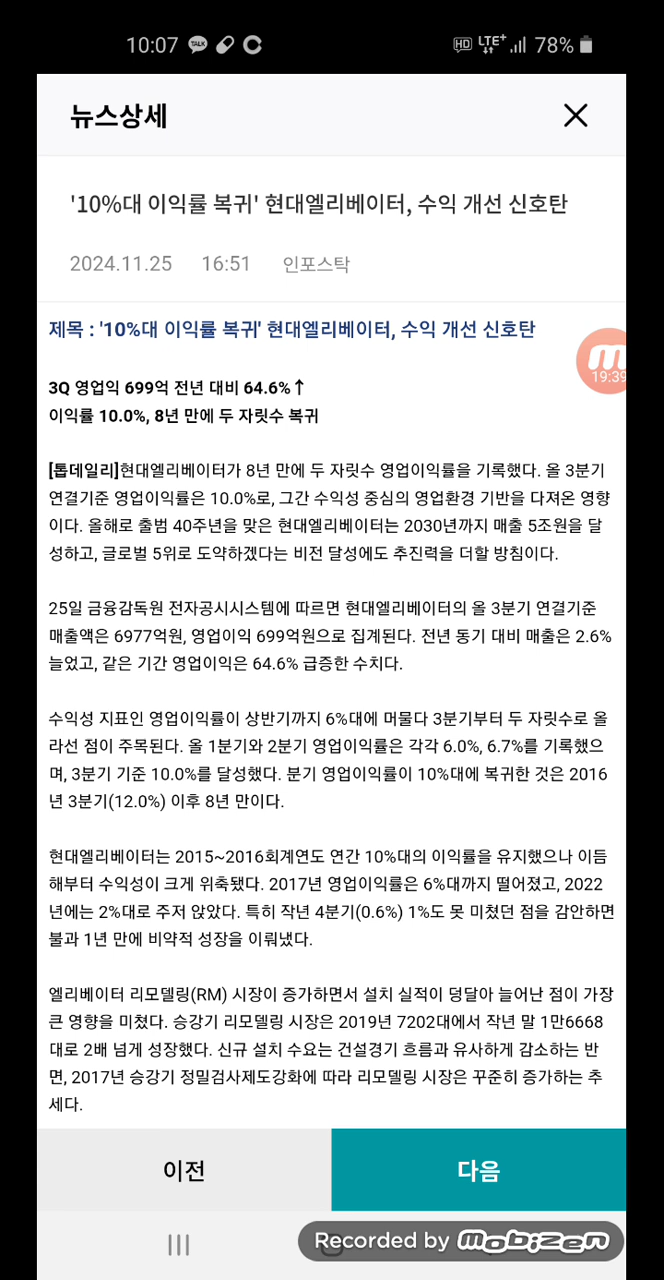 10:07 TALK HD LTE+ 78%
뉴스상세
'10%대 이익률 복귀' 현대엘리베이터, 수익 개선 신호탄
2024.11.25 16:51 인포스탁
제목 : '10%대 이익률 복귀' 현대엘리베이터, 수익 개선 신호탄
19:39
3Q 영업익 699억 전년 대비 64.6%↑
이익률 10.0%, 8년 만에 두 자릿수 복귀
[톱데일리]현대엘리베이터가 8년 만에 두 자릿수 영업이익률을 기록했다. 올 3분기
연결기준 영업이익률은 10.0%로, 그간 수익성 중심의 영업환경 기반을 다져온 영향
이다. 올해로 출범 40주년을 맞은 현대엘리베이터는 2030년까지 매출 5조원을 달
성하고, 글로벌 5위로 도약하겠다는 비전 달성에도 추진력을 더할 방침이다.
25일 금융감독원 전자공시시스템에 따르면 현대엘리베이터의 올 3분기 연결기준
매출액은 6977억원, 영업이익 699억원으로 집계된다. 전년 동기 대비 매출은 2.6%
늘었고, 같은 기간 영업이익은 64.6% 급증한 수치다.
수익성 지표인 영업이익률이 상반기까지 6%대에 머물다 3분기부터 두 자릿수로 올
라선 점이 주목된다. 올 1분기와 2분기 영업이익률은 각각 6.0%, 6.7%를 기록했으
며, 3분기 기준 10.0%를 달성했다. 분기 영업이익률이 10%대에 복귀한 것은 2016
년 3분기(12.0%) 이후 8년 만이다.
현대엘리베이터는 2015~2016회계연도 연간 10%대의 이익률을 유지했으나 이듬
해부터 수익성이 크게 위축됐다. 2017년 영업이익률은 6%대까지 떨어졌고, 2022
년에는 2%대로 주저 앉았다. 특히 작년 4분기(0.6%) 1%도 못 미쳤던 점을 감안하면
불과 1년 만에 비약적 성장을 이뤄냈다.
엘리베이터 리모델링(RM) 시장이 증가하면서 설치 실적이 덩달아 늘어난 점이 가장
큰 영향을 미쳤다. 승강기 리모델링 시장은 2019년 7202대에서 작년 말 1만6668
대로 2배 넘게 성장했다. 신규 설치 수요는 건설경기 흐름과 유사하게 감소하는 반
면, 2017년 승강기 정밀검사제도강화에 따라 리모델링 시장은 꾸준히 증가하는 추
세다.
이전 다음
Recorded by mobizen